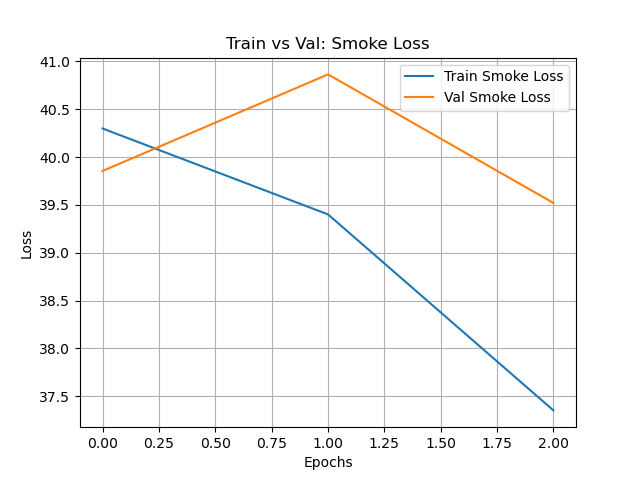 Train vs Val: Smoke Loss
41.0
40.5
40.0
39.5
39.0
38.5
38.0
37.5
Loss
Train Smoke Loss
Val Smoke Loss
0.00 0.25 0.50 0.75 1.00 1.25 1.50 1.75 2.00
Epochs